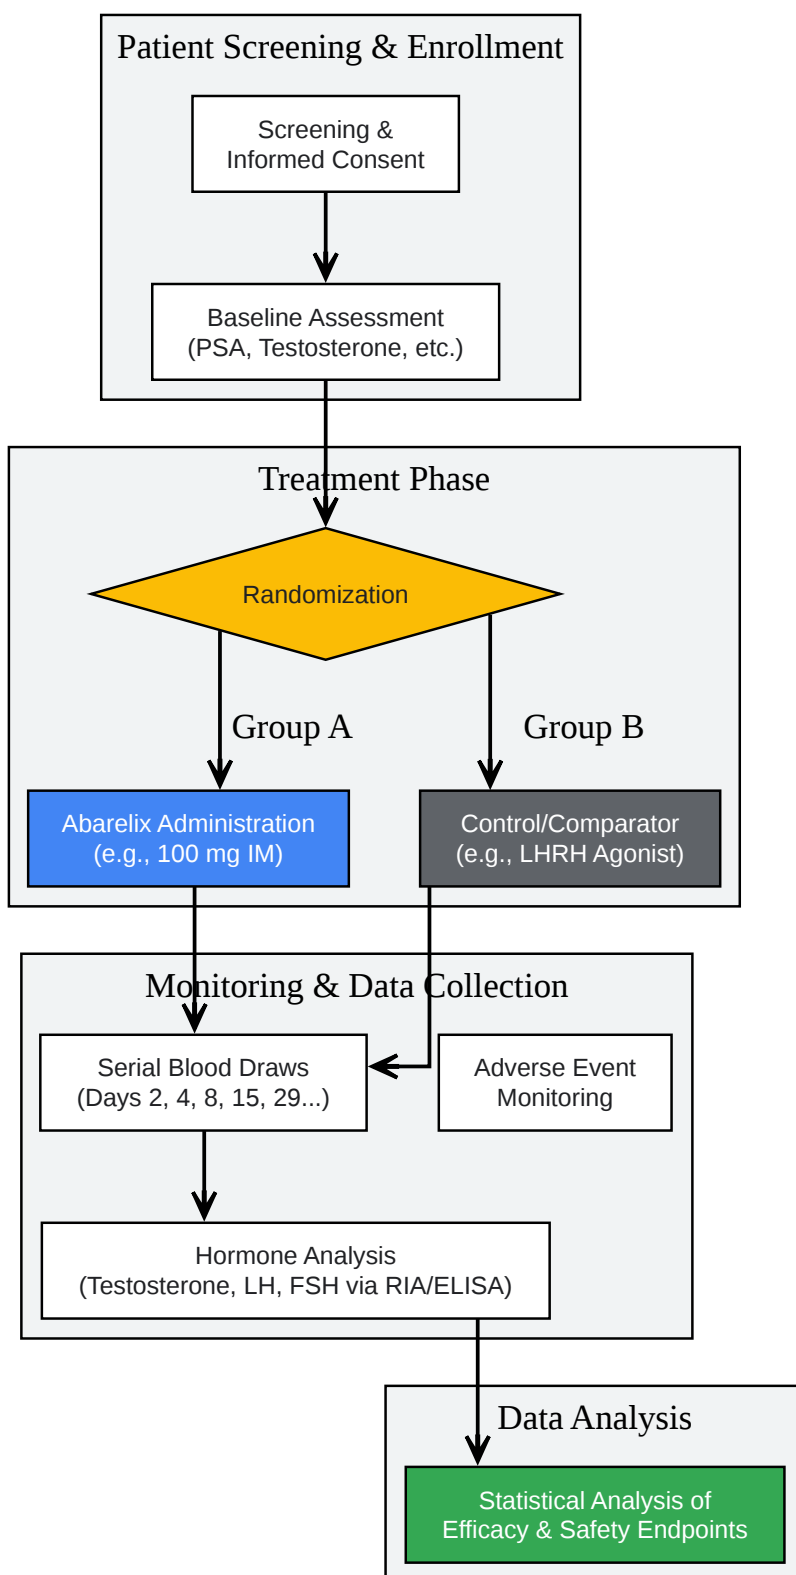 Patient Screening & Enrollment
Screening &
Informed Consent
Baseline Assessment
(PSA, Testosterone, etc.)
Treatment Phase
Randomization
Group A
Group B
Abarelix Administration
(e.g., 100 mg IM)
Control/Comparator
(e.g., LHRH Agonist)
Monitoring & Data Collection
Serial Blood Draws
(Days 2, 4, 8, 15, 29...)
Adverse Event
Monitoring
Hormone Analysis
(Testosterone, LH, FSH via RIA/ELISA)
Data Analysis
Statistical Analysis of
Efficacy & Safety Endpoints